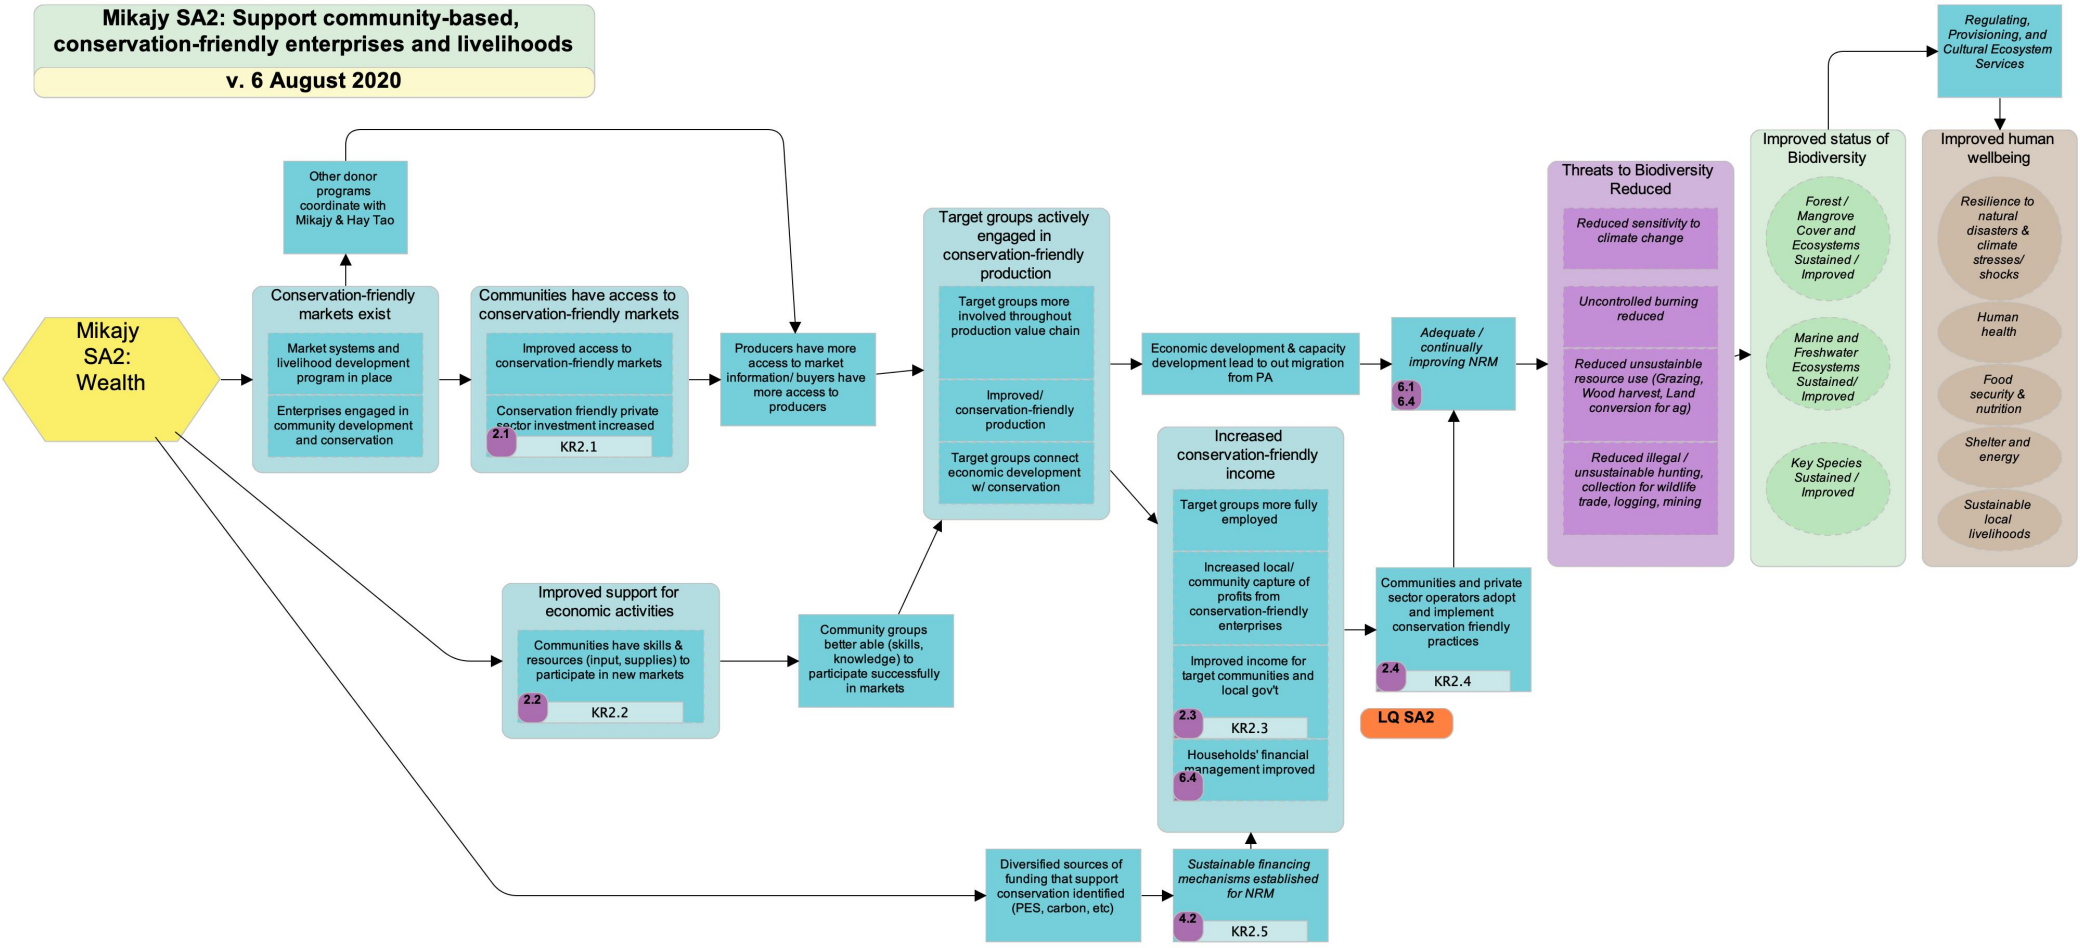 Mikajy SA2: Support community-based,
conservation-friendly enterprises and livelihoods
v. 6 August 2020
Mikajy
SA2:
Wealth
Other donor
programs
coordinate with
Mikajy & Hay Tao
Conservation-friendly
markets exist
Market systems and
livelihood development
program in place
Enterprises engaged in
community development
and conservation
Communities have access to
conservation-friendly markets
Improved access to
conservation-friendly markets
Conservation friendly private
sector investment increased
2.1
KR2.1
Producers have more
access to market
information/ buyers have
more access to
producers
Improved support for
economic activities
Communities have skills &
resources (input, supplies) to
participate in new markets
2.2
KR2.2
Community groups
better able (skills,
knowledge) to
participate successfully
in markets
Target groups actively
engaged in
conservation-friendly
production
Target groups more
involved throughout
production value chain
Improved/
conservation-friendly
production
Target groups connect
economic development
w/ conservation
Economic development & capacity
development lead to out migration
from PA
Increased
conservation-friendly
income
Target groups more fully
employed
Increased local/
community capture of
profits from
conservation-friendly
enterprises
Improved income for
target communities and
local gov't
2.3
KR2.3
Households' financial
management improved
6.4
Diversified sources of
funding that support
conservation identified
(PES, carbon, etc)
Sustainable financing
mechanisms established
for NRM
4.2
KR2.5
Adequate /
continually
improving NRM
6.1
6.4
Communities and private
sector operators adopt
and implement
conservation friendly
practices
2.4
KR2.4
LQ SA2
Threats to Biodiversity
Reduced
Reduced sensitivity to
climate change
Uncontrolled burning
reduced
Reduced unsustainble
resource use (Grazing,
Wood harvest, Land
conversion for ag)
Reduced illegal /
unsustainable hunting,
collection for wildlife
trade, logging, mining
Improved status of
Biodiversity
Forest /
Mangrove
Cover and
Ecosystems
Sustained /
Improved
Marine and
Freshwater
Ecosystems
Sustained/
Improved
Key Species
Sustained /
Improved
Regulating,
Provisioning, and
Cultural Ecosystem
Services
Improved human
wellbeing
Resilience to
natural
disasters &
climate
stresses/
shocks
Human
health
Food
security &
nutrition
Shelter and
energy
Sustainable
local
livelihoods